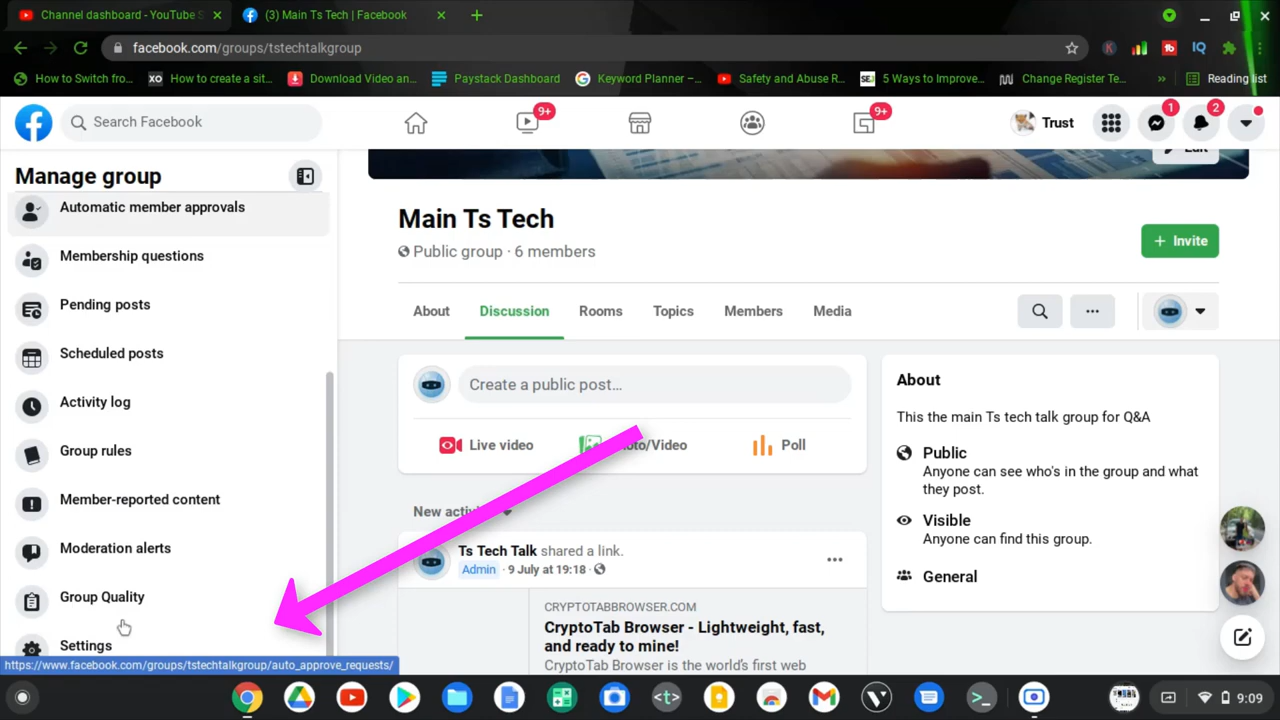 Channel dashboard - YouTube S
(3) Main Ts Tech | Facebook
facebook.com/groups/tstechtalkgroup
How to Switch fro...
XO How to create a sit...
Download Video an...
Paystack Dashboard
Keyword Planner –...
Safety and Abuse R...
SEJ 5 Ways to Improve...
Change Register Te...
»
Reading list
Search Facebook
9+
9+
Trust
1
2
Manage group
Automatic member approvals
Membership questions
Pending posts
Scheduled posts
Activity log
Group rules
Member-reported content
Moderation alerts
Group Quality
Settings
https://www.facebook.com/groups/tstechtalkgroup/auto_approve_requests/
Edit
Main Ts Tech
Public group · 6 members
+ Invite
About
Discussion
Rooms
Topics
Members
Media
Create a public post...
Live video
Photo/Video
Poll
New activity
Ts Tech Talk shared a link.
Admin · 9 July at 19:18 ·
CRYPTOTABBROWSER.COM
CryptoTab Browser - Lightweight, fast,
and ready to mine!
CryptoTab Browser is the world's first web
About
This the main Ts tech talk group for Q&A
Public
Anyone can see who's in the group and what
they post.
Visible
Anyone can find this group.
General
9:09